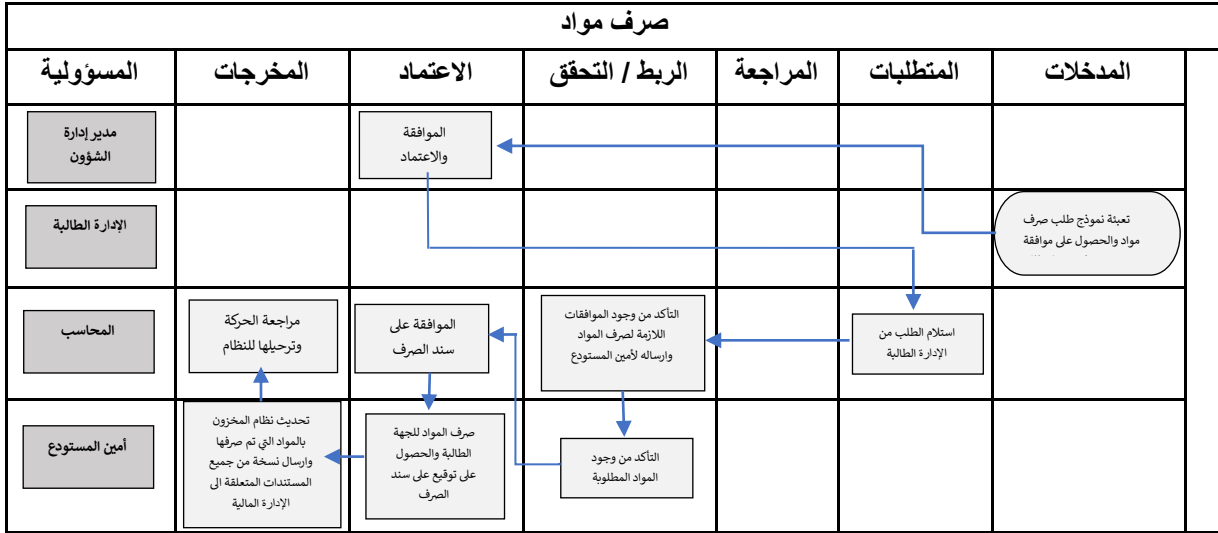 صرف مواد
المدخلات
المتطلبات
المراجعة
الربط / التحقق
الاعتماد
المخرجات
المسؤولية
الموافقة
والاعتماد
مدير إدارة
الشؤون
تعبئة نموذج طلب صرف
مواد والحصول على موافقة
الإدارة الطالبة
استلام الطلب من
الإدارة الطالبة
التأكد من وجود الموافقات
اللازمة لصرف المواد
وارساله لأمين المستودع
الموافقة على
سند الصرف
مراجعة الحركة
وترحيلها للنظام
المحاسب
التأكد من وجود
المواد المطلوبة
صرف المواد للجهة
الطالبة والحصول
على توقيع على سند
الصرف
تحديث نظام المخزون
بالمواد التي تم صرفها
وارسال نسخة من جميع
المستندات المتعلقة الى
الإدارة المالية
أمين المستودع